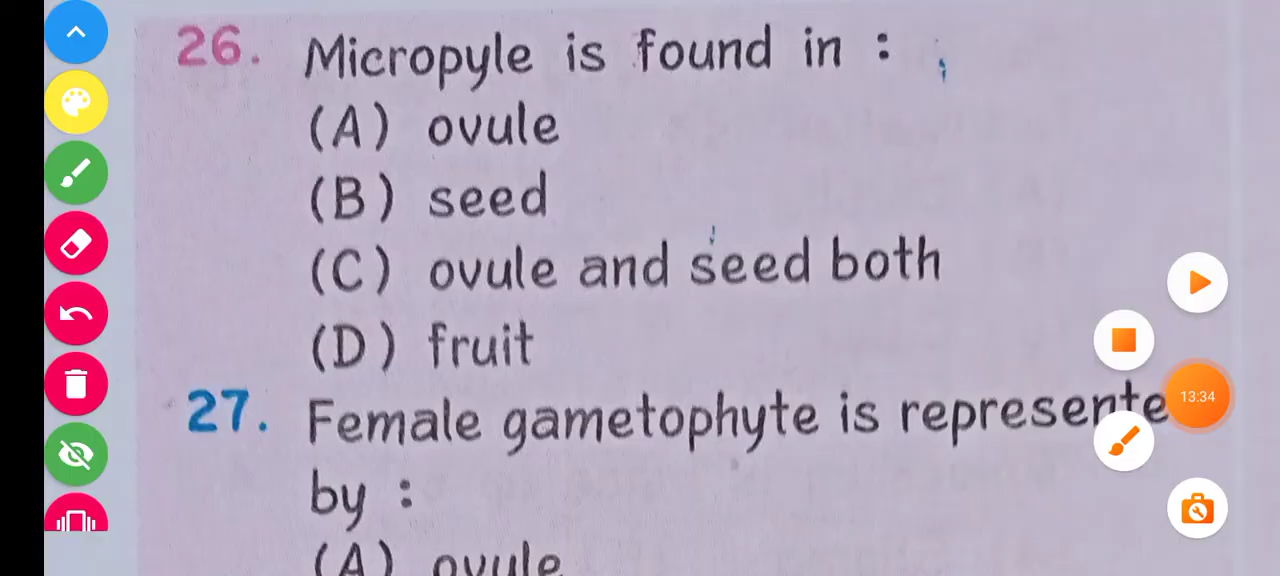 26. Micropyle is found in :
(A) ovule
(B) seed
(C) ovule and seed both
(D) fruit
27. Female gametophyte is represente
13:34
by :
(A) ovule